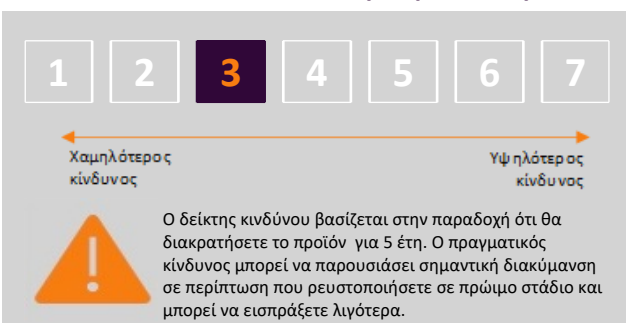 1 2 3 4 5 6 7
Χαμηλότερος Υψηλότερος
κίνδυνος κίνδυνος
Ο δείκτης κινδύνου βασίζεται στην παραδοχή ότι θα
διακρατήσετε το προϊόν για 5 έτη. Ο πραγματικός
κίνδυνος μπορεί να παρουσιάσει σημαντική διακύμανση
σε περίπτωση που ρευστοποιήσετε σε πρώιμο στάδιο και
μπορεί να εισπράξετε λιγότερα.